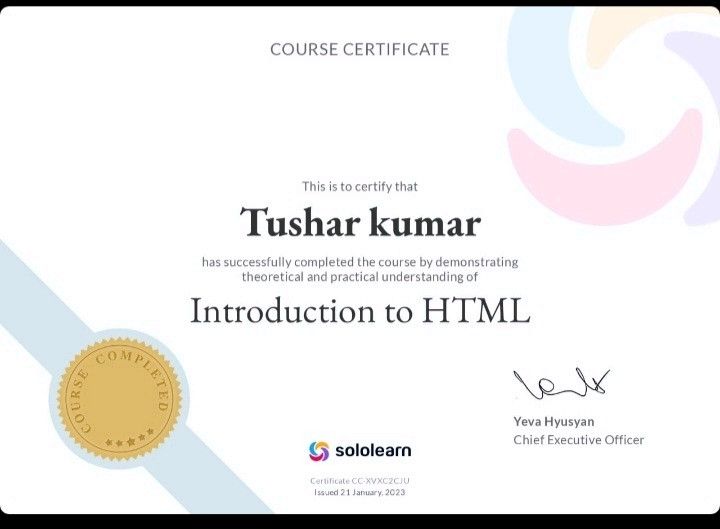 COURSE CERTIFICATE
This is to certify that
Tushar kumar
has successfully completed the course by demonstrating
theoretical and practical understanding of
Introduction to HTML
COURSE COMPLETED
Yeva Hyusyan
Chief Executive Officer
sololearn
Certificate CC-XVXC2CJU
Issued 21 January, 2023